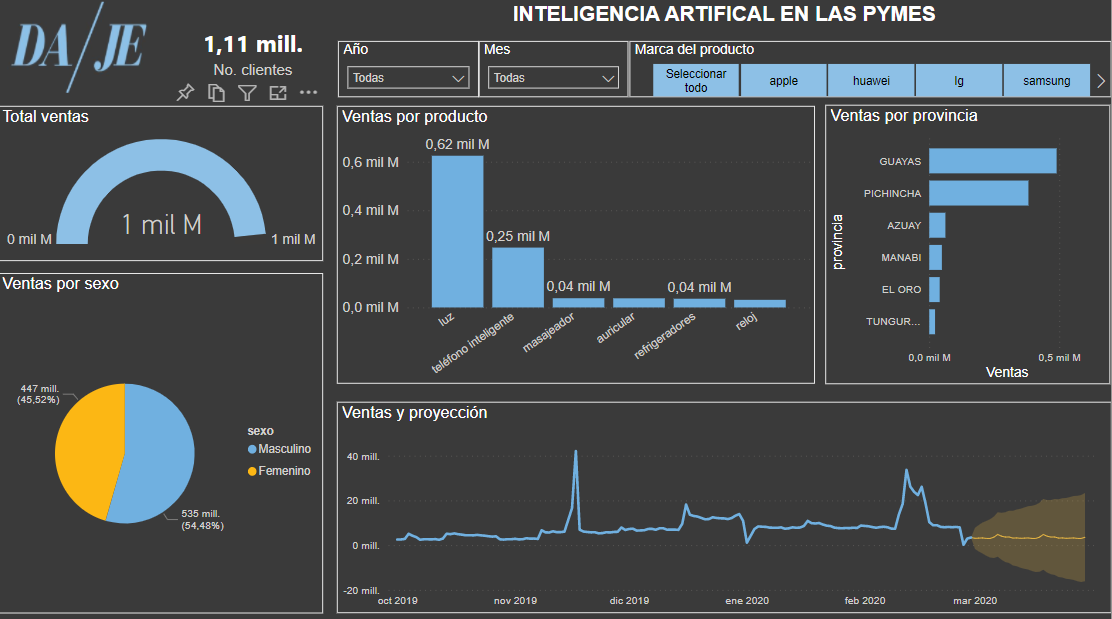 DA/JE
1,11 mill.
No. clientes
INTELIGENCIA ARTIFICAL EN LAS PYMES
Año
Todas
Mes
Todas
Marca del producto
Seleccionar
todo
apple
huawei
lg
samsung
Total ventas
1 mil M
0 mil M
1 mil M
Ventas por producto
0,6 mil M
0,4 mil M
0,2 mil M
0,0 mil M
0,62 mil M
0,25 mil M
0,04 mil M
0,04 mil M
luz
teléfono inteligente
masajeador
auricular
refrigeradores
reloj
Ventas por provincia
provincia
GUAYAS
PICHINCHA
AZUAY
MANABI
EL ORO
TUNGUR...
0,0 mil M
0,5 mil M
Ventas
Ventas por sexo
447 mill.
(45,52%)
535 mill.
(54,48%)
sexo
Masculino
Femenino
Ventas y proyección
40 mill.
20 mill.
0 mill.
-20 mill.
oct 2019
nov 2019
dic 2019
ene 2020
feb 2020
mar 2020